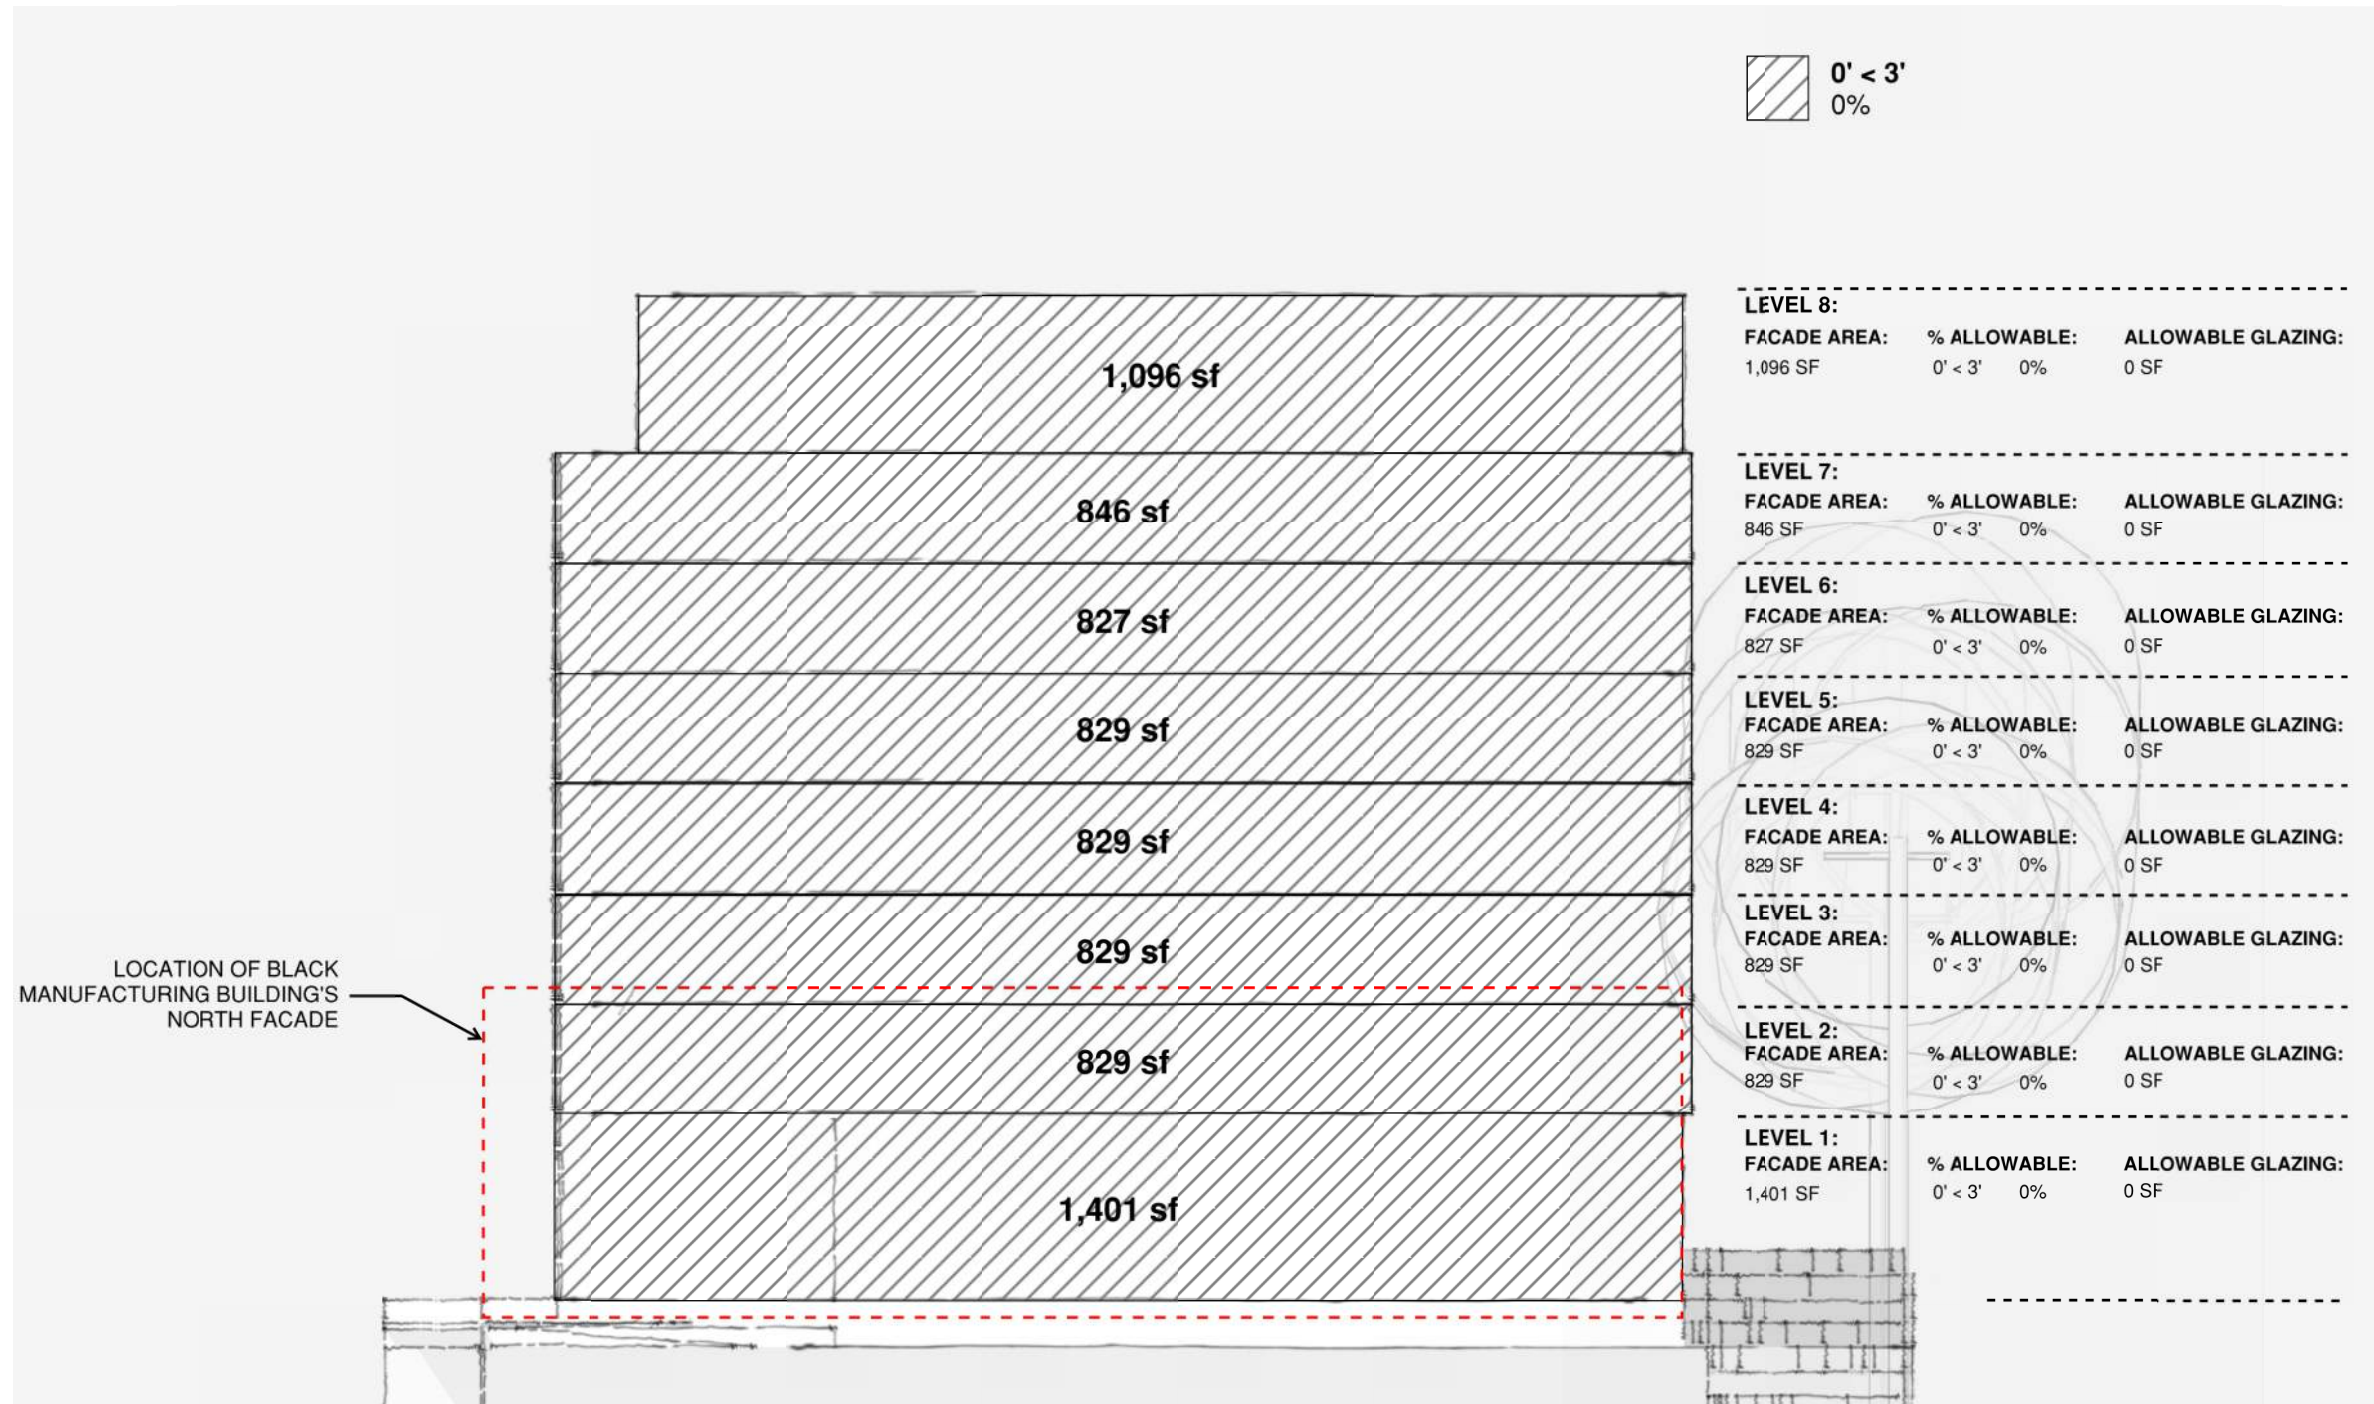 0' < 3'
0%
1,096 sf
846 sf
827 sf
829 sf
829 sf
829 sf
829 sf
1,401 sf
LOCATION OF BLACK
MANUFACTURING BUILDING'S
NORTH FACADE
LEVEL 8:
FACADE AREA: % ALLOWABLE: ALLOWABLE GLAZING:
1,096 SF 0' < 3' 0% 0 SF
LEVEL 7:
FACADE AREA: % ALLOWABLE: ALLOWABLE GLAZING:
846 SF 0' < 3' 0% 0 SF
LEVEL 6:
FACADE AREA: % ALLOWABLE: ALLOWABLE GLAZING:
827 SF 0' < 3' 0% 0 SF
LEVEL 5:
FACADE AREA: % ALLOWABLE: ALLOWABLE GLAZING:
829 SF 0' < 3' 0% 0 SF
LEVEL 4:
FACADE AREA: % ALLOWABLE: ALLOWABLE GLAZING:
829 SF 0' < 3' 0% 0 SF
LEVEL 3:
FACADE AREA: % ALLOWABLE: ALLOWABLE GLAZING:
829 SF 0' < 3' 0% 0 SF
LEVEL 2:
FACADE AREA: % ALLOWABLE: ALLOWABLE GLAZING:
829 SF 0' < 3' 0% 0 SF
LEVEL 1:
FACADE AREA: % ALLOWABLE: ALLOWABLE GLAZING:
1,401 SF 0' < 3' 0% 0 SF